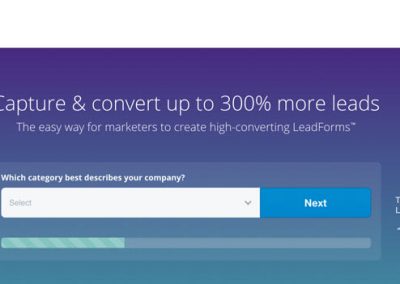 Capture & convert up to 300% more leads
The easy way for marketers to create high-converting LeadForms™
Which category best describes your company?
Select
Next
T
L